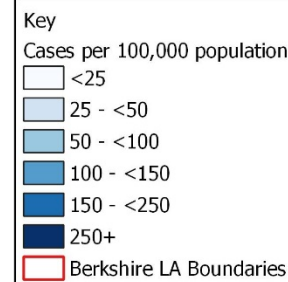 Key
Cases per 100,000 population
<25
25 - <50
50 - <100
100 - <150
150 - <250
250+
Berkshire LA Boundaries